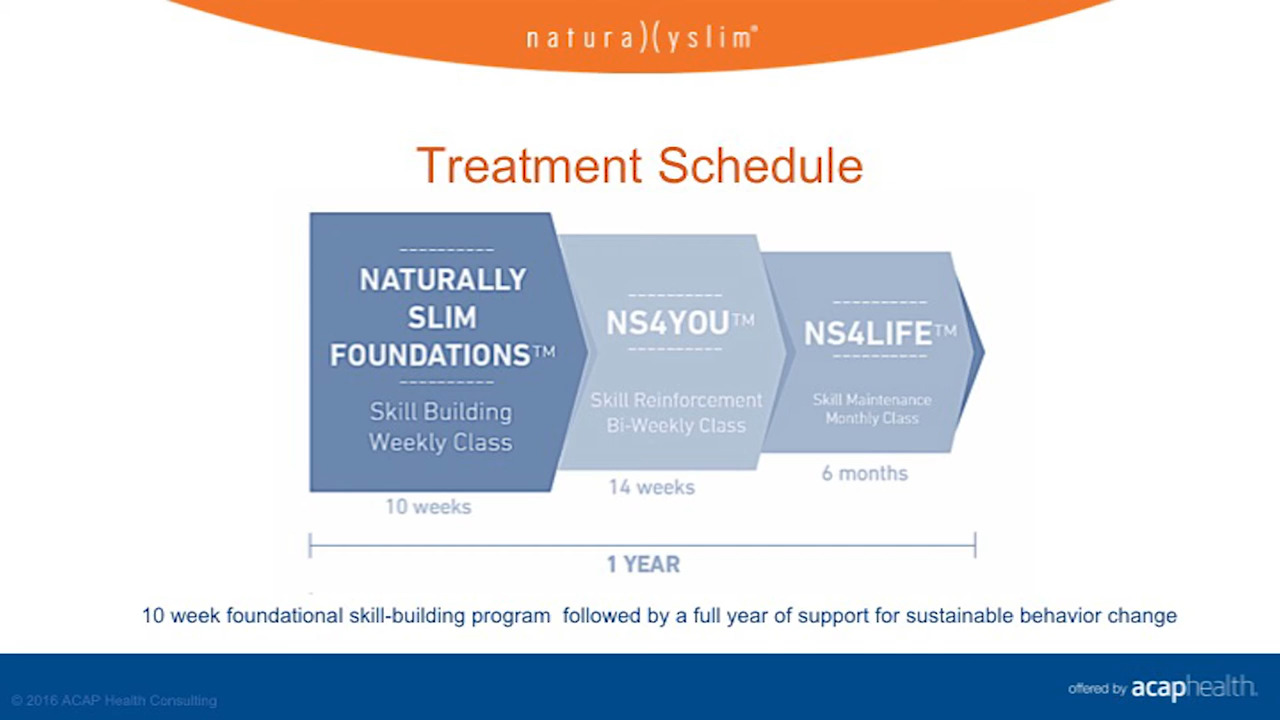 natura)(yslim®
Treatment Schedule
NATURALLY
SLIM
FOUNDATIONS™
Skill Building
Weekly Class
10 weeks
NS4YOU™
Skill Reinforcement
Bi-Weekly Class
14 weeks
NS4LIFE™
Skill Maintenance
Monthly Class
6 months
1 YEAR
10 week foundational skill-building program followed by a full year of support for sustainable behavior change
© 2016 ACAP Health Consulting
offered by acaphealth.